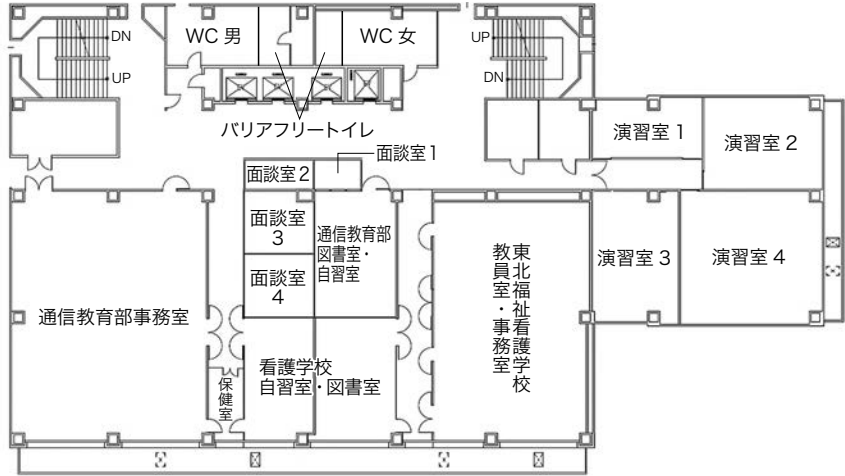 WC 男
WC 女
DN
UP
UP
DN
バリアフリートイレ
面談室1
面談室2
演習室 1
演習室 2
面談室
3
通信教育部
図書室・
自習室
面談室
4
通信教育部事務室
東北福祉看護学校
教員室・事務室
演習室 3
演習室 4
看護学校
自習室・図書室
保健室